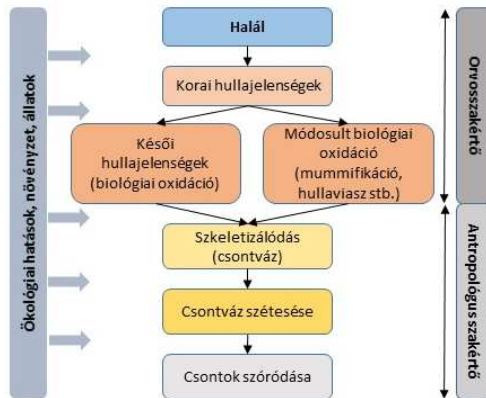 Halál
Korai hullajelenségek
Késői
hullajelenségek
(biológiai oxidáció)
Módosult biológiai
oxidáció
(mummifikáció,
hullaviasz stb.)
Szkeletizálódás
(csontváz)
Csontváz szétesése
Csontok szóródása
Ökológiai hatások, növényzet, állatok
Orvosszakértő
Antropológus szakértő